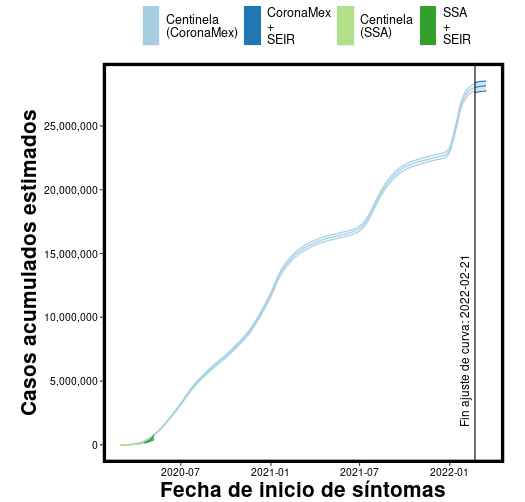 Centinela
(CoronaMex)
CoronaMex
+
SEIR
Centinela
(SSA)
SSA
+
SEIR
Casos acumulados estimados
25,000,000
20,000,000
15,000,000
10,000,000
5,000,000
0
Fin ajuste de curva: 2022-02-21
2020-07
2021-01
2021-07
2022-01
Fecha de inicio de síntomas